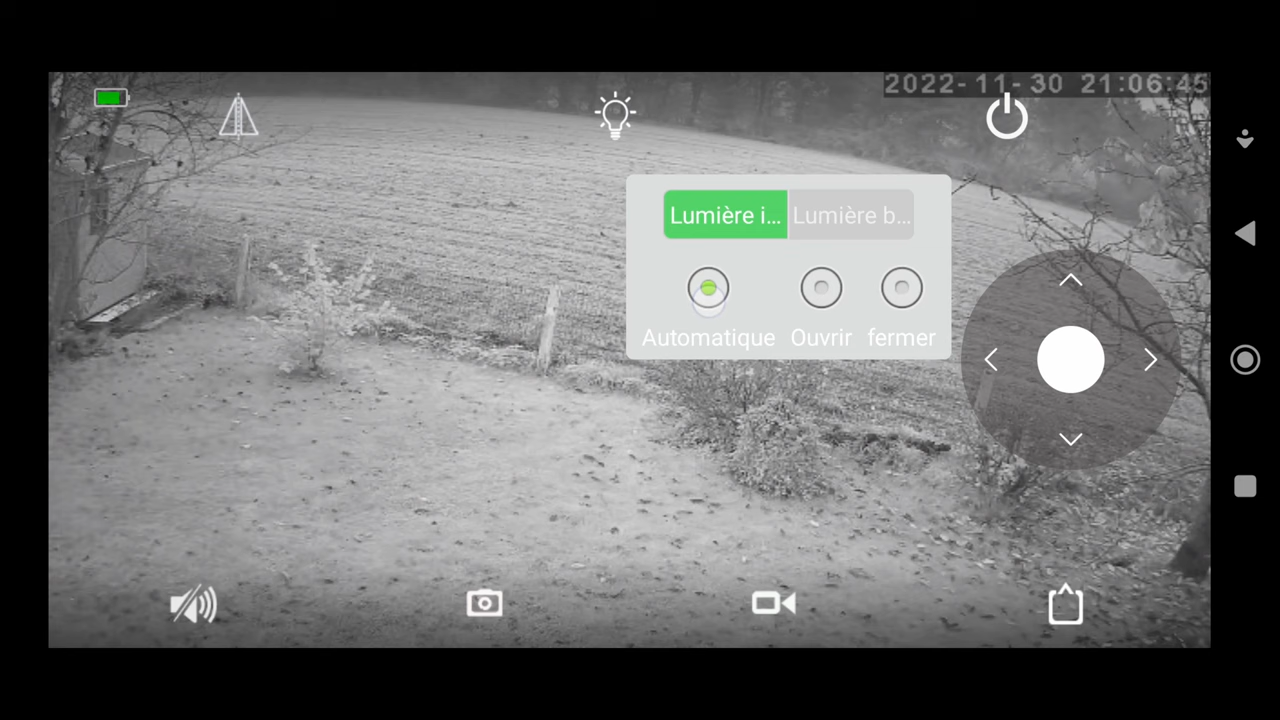 2022-11-30 21:06:45
Lumière i... Lumière b...
Automatique Ouvrir fermer